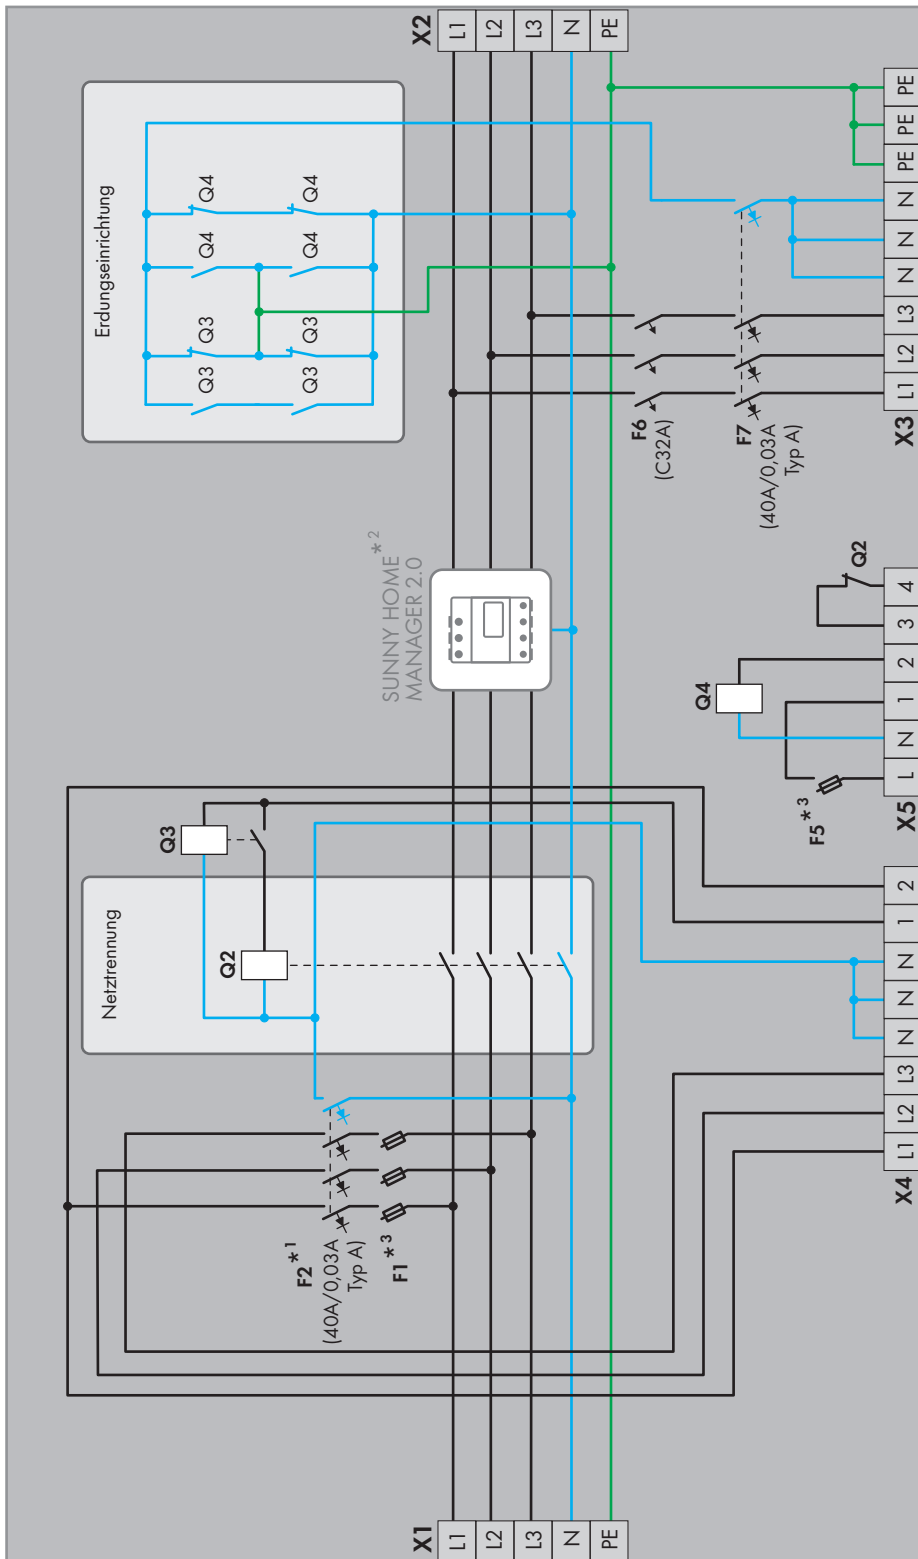 X1
L1
L2
L3
N
PE
X2
L1
L2
L3
N
PE
Netztrennung
Q2
Q3
F2 *1
(40A/0,03A
Typ A)
F1 *3
SUNNY HOME *2
MANAGER 2.0
Erdungseinrichtung
Q3
Q3
Q4
Q4
Q3
Q3
Q4
Q4
F6
(C32A)
F7
(40A/0,03A
Typ A)
X4
L1
L2
L3
N
N
N
1
2
F5 *3
Q4
Q2
X5
L
N
1
2
3
4
X3
L1
L2
L3
N
N
N
PE
PE
PE